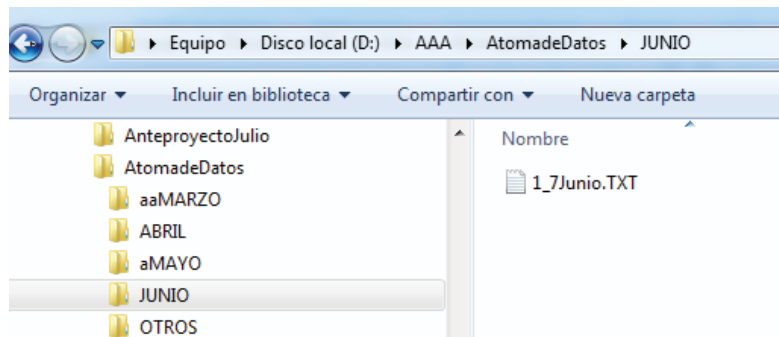 Equipo Disco local (D:) AAA AtomadeDatos JUNIO
Organizar Incluir en biblioteca Compartir con Nueva carpeta
AnteproyectoJulio
AtomadeDatos
aaMARZO
ABRIL
aMAYO
JUNIO
OTROS
Nombre
1_7Junio.TXT